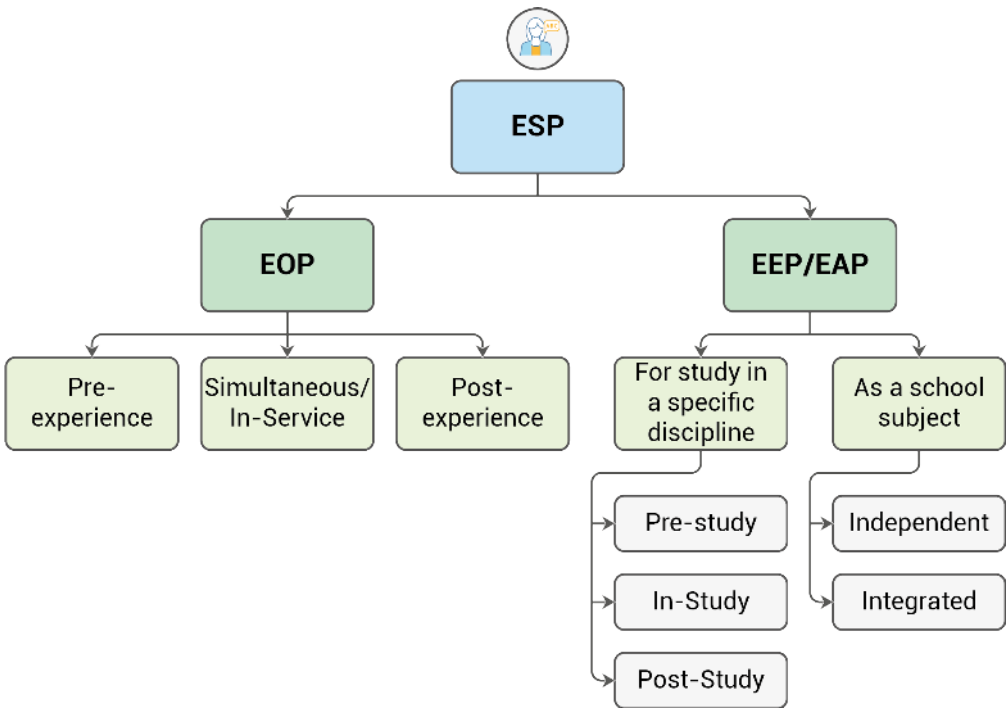 ESP
EOP
EEP/EAP
Pre-
experience
Simultaneous/
In-Service
Post-
experience
For study in
a specific
discipline
As a school
subject
Pre-study
In-Study
Post-Study
Independent
Integrated